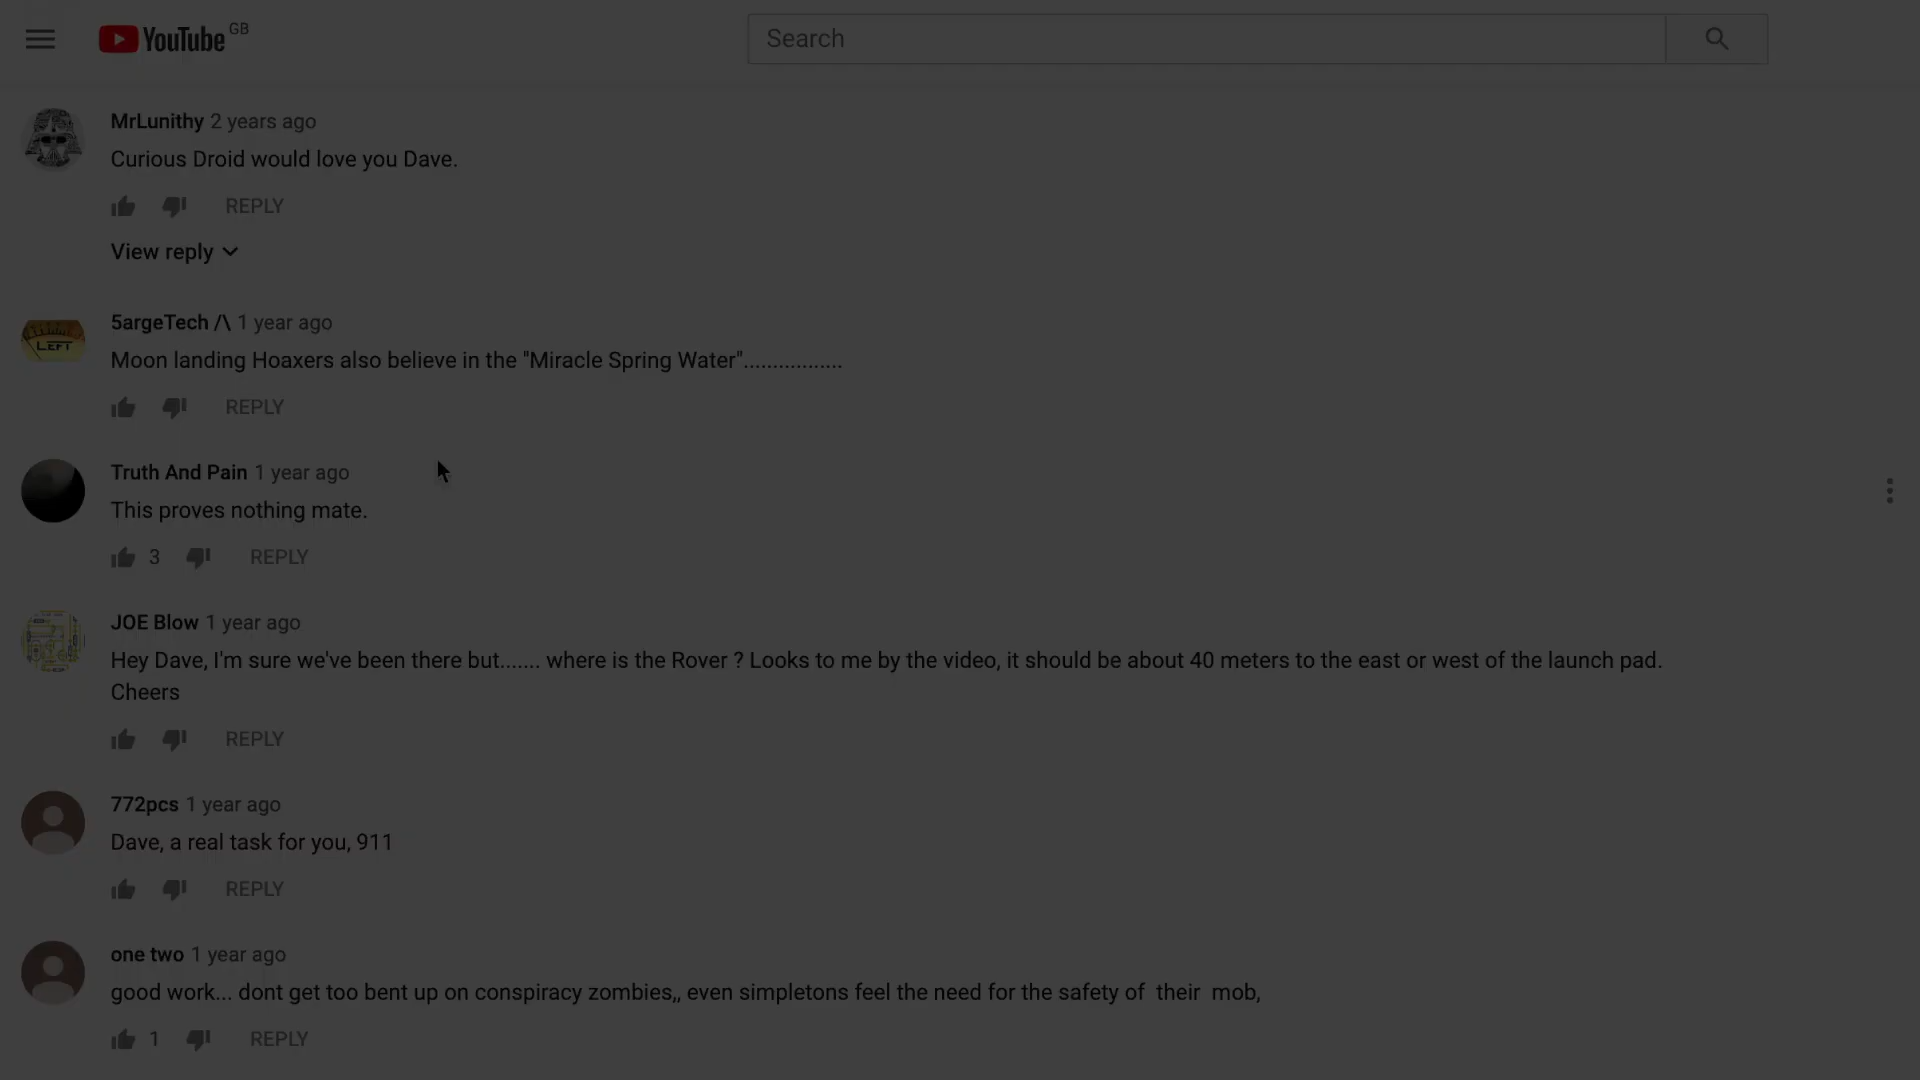 YouTube GB
Search
MrLunithy 2 years ago
Curious Droid would love you Dave.
REPLY
View reply
LEFT
5argeTech /\ 1 year ago
Moon landing Hoaxers also believe in the "Miracle Spring Water".................
REPLY
Truth And Pain 1 year ago
This proves nothing mate.
3 REPLY
JOE Blow 1 year ago
Hey Dave, I'm sure we've been there but....... where is the Rover ? Looks to me by the video, it should be about 40 meters to the east or west of the launch pad.
Cheers
REPLY
772pcs 1 year ago
Dave, a real task for you, 911
REPLY
one two 1 year ago
good work... dont get too bent up on conspiracy zombies,, even simpletons feel the need for the safety of  their  mob,
1 REPLY